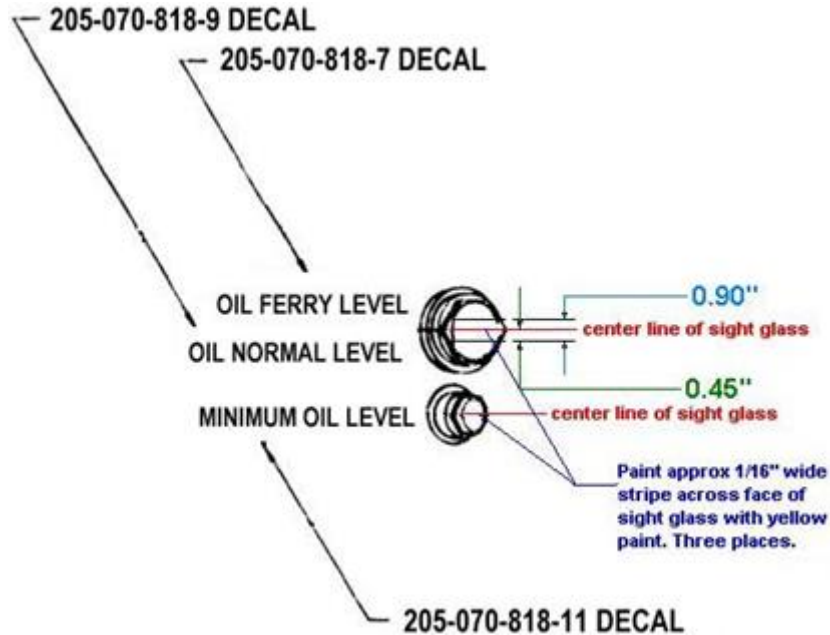 205-070-818-9 DECAL
205-070-818-7 DECAL
OIL FERRY LEVEL
0.90"
center line of sight glass
OIL NORMAL LEVEL
0.45"
MINIMUM OIL LEVEL
center line of sight glass
Paint approx 1/16" wide
stripe across face of
sight glass with yellow
paint. Three places.
205-070-818-11 DECAL